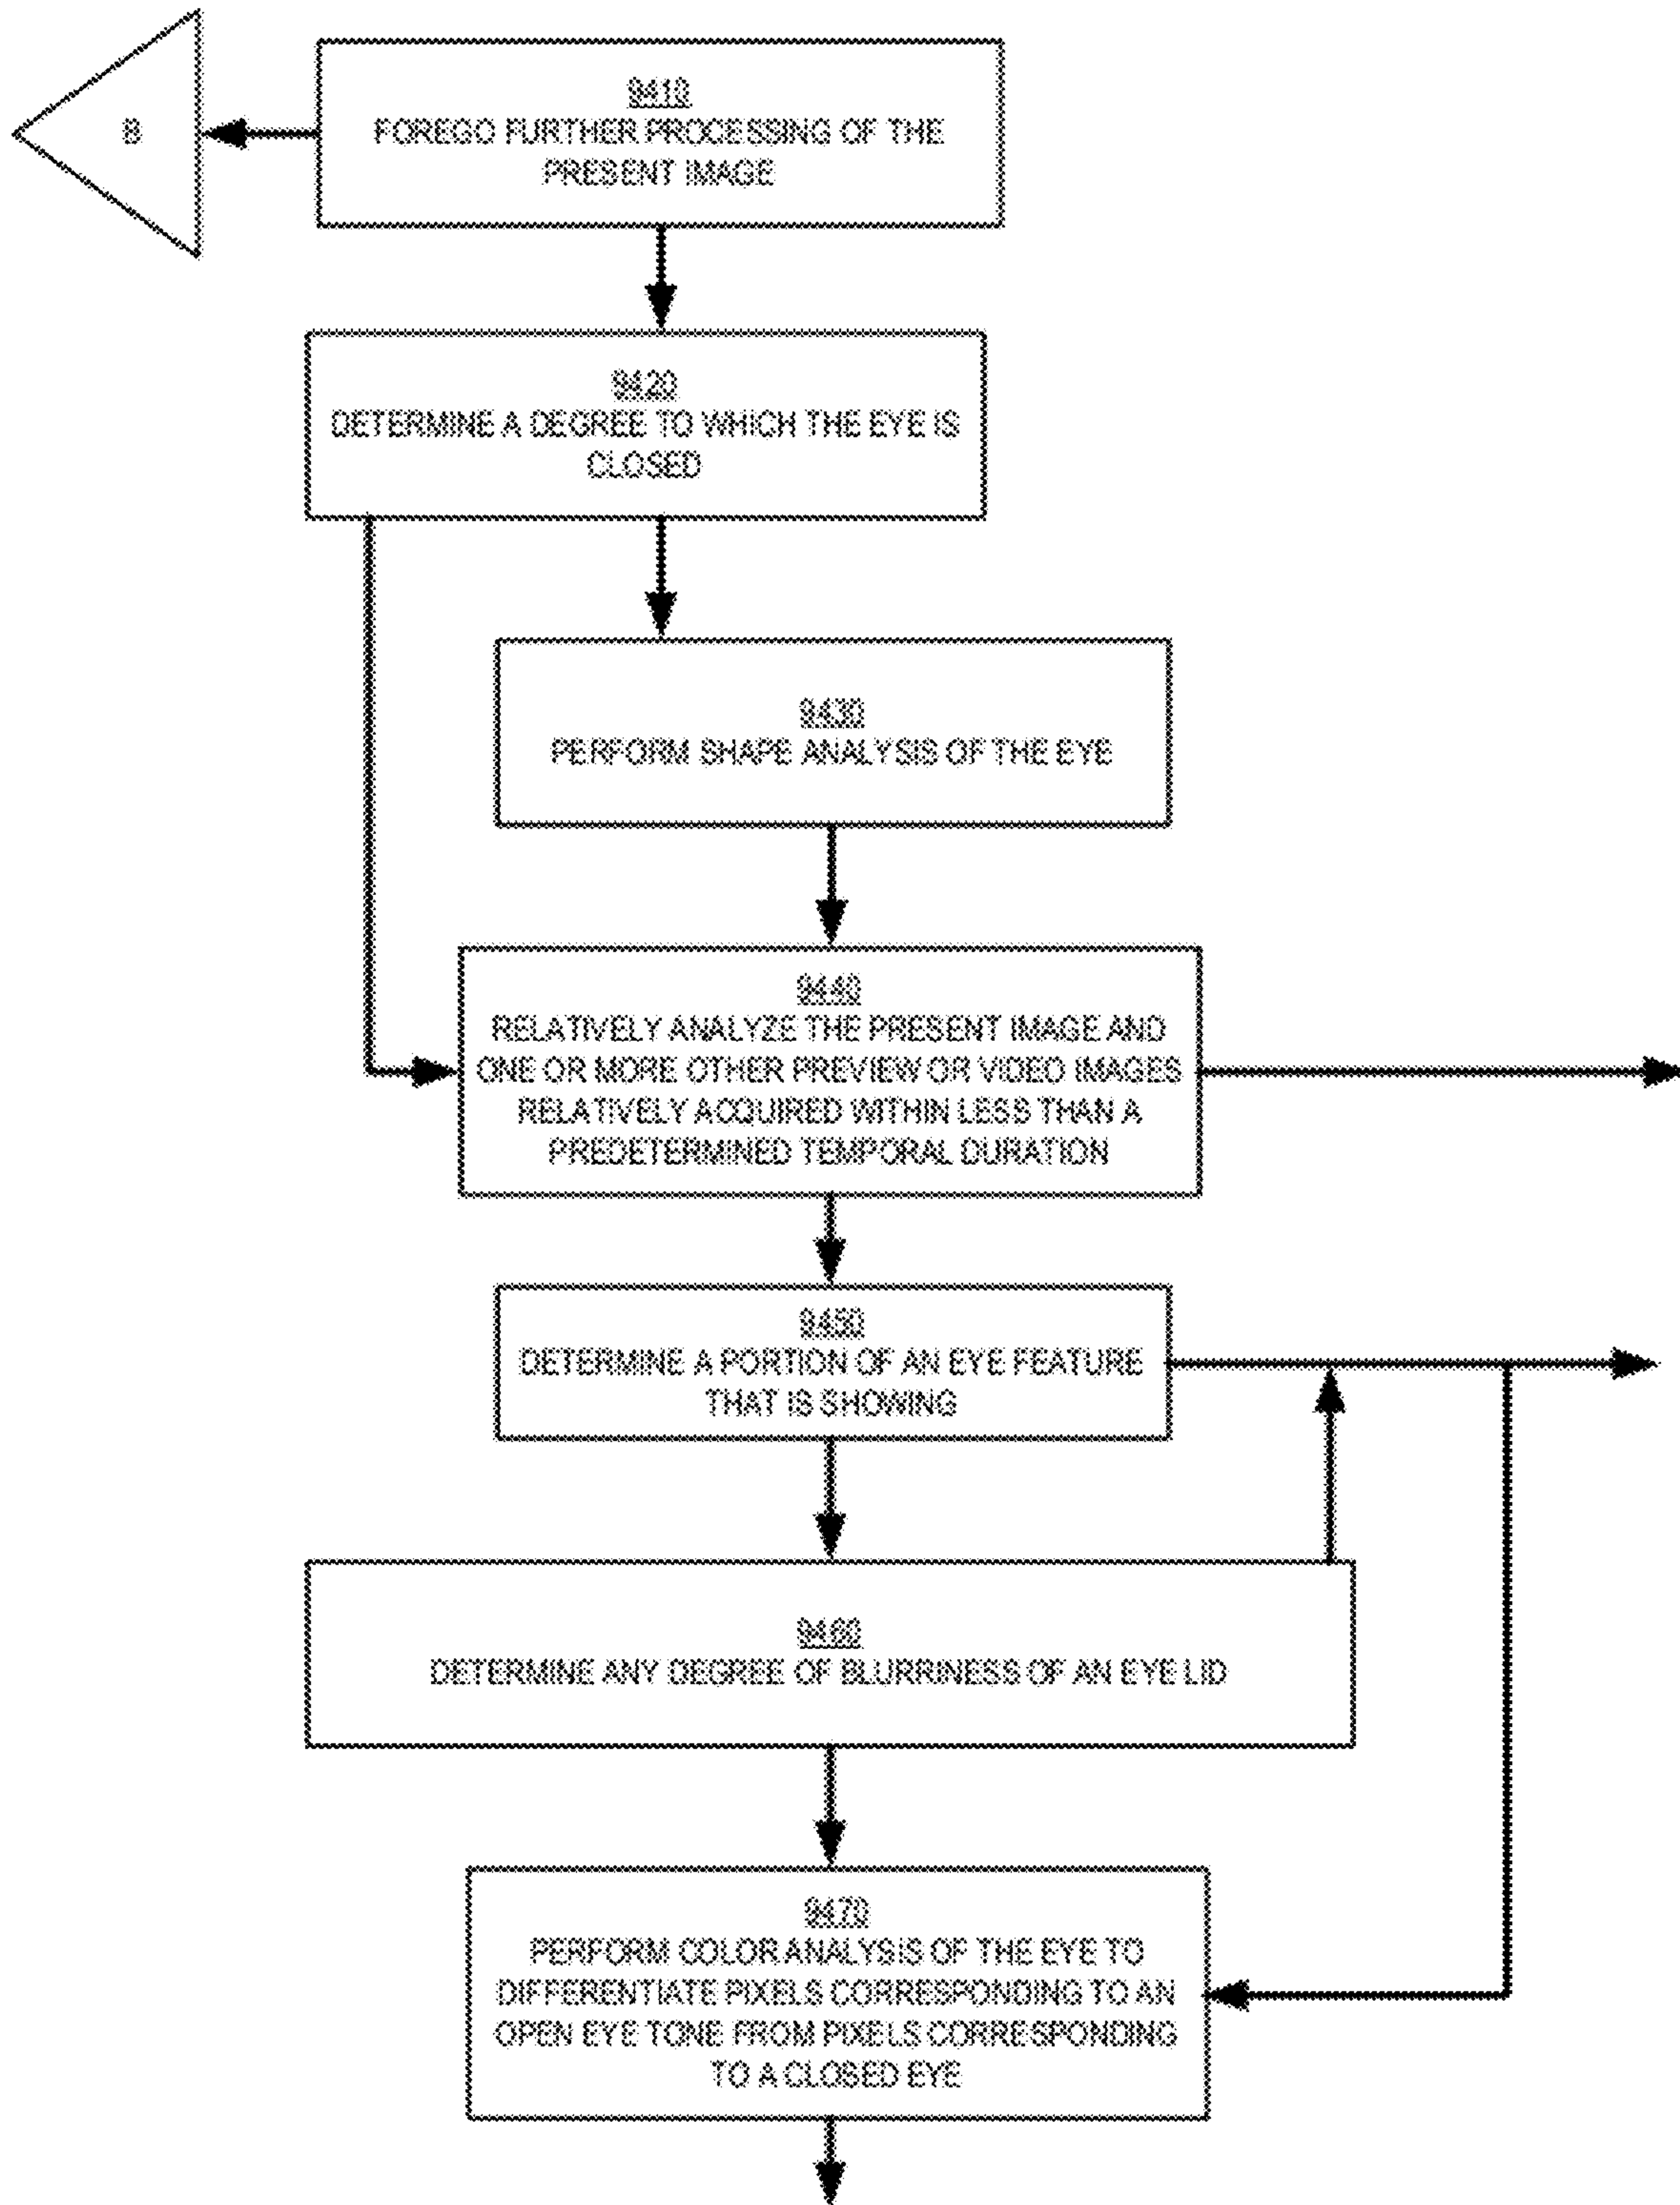 B
9410
FOREGO FURTHER PROCESSING OF THE
PRESENT IMAGE
9420
DETERMINE A DEGREE TO WHICH THE EYE IS
CLOSED
9430
PERFORM SHAPE ANALYSIS OF THE EYE
9440
RELATIVELY ANALYZE THE PRESENT IMAGE AND
ONE OR MORE OTHER PREVIEW OR VIDEO IMAGES
RELATIVELY ACQUIRED WITHIN LESS THAN A
PREDETERMINED TEMPORAL DURATION
9450
DETERMINE A PORTION OF AN EYE FEATURE
THAT IS SHOWING
9460
DETERMINE ANY DEGREE OF BLURRINESS OF AN EYE LID
9470
PERFORM COLOR ANALYSIS OF THE EYE TO
DIFFERENTIATE PIXELS CORRESPONDING TO AN
OPEN EYE TONE FROM PIXELS CORRESPONDING
TO A CLOSED EYE